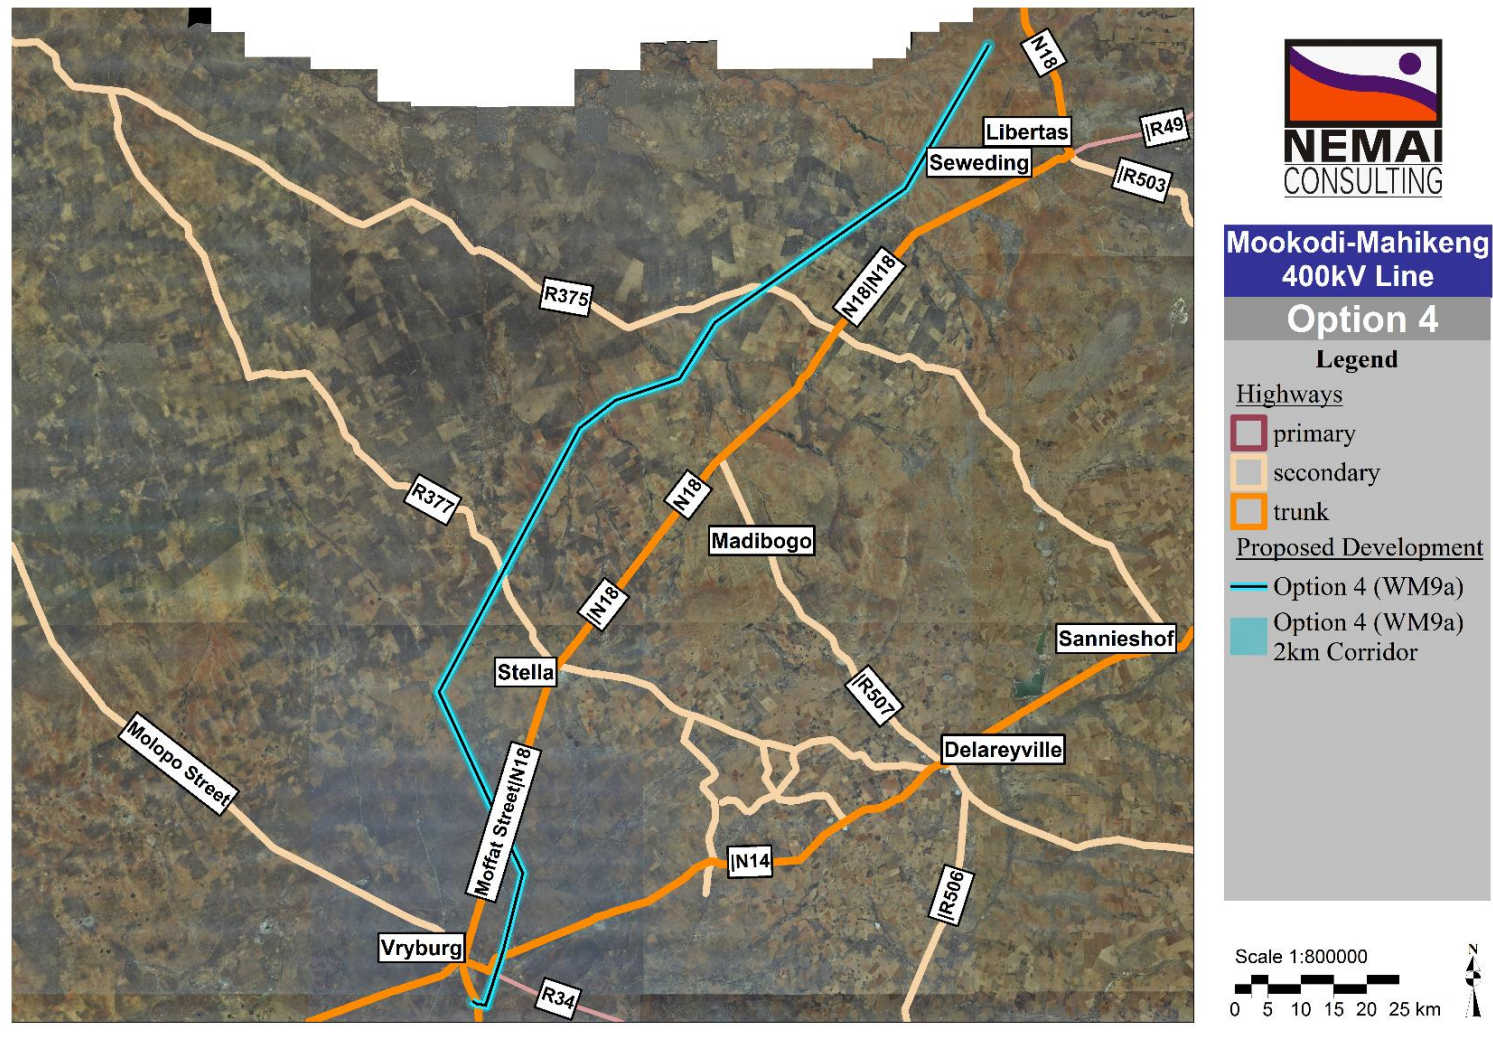 N18
Libertas
|R49
Seweding
|R503
N18|N18
R375
R377
N18
Madibogo
|N18
Sannieshof
Stella
|R507
Molopo Street
Delareyville
Moffat Street|N18
|N14
|R506
Vryburg
R34
NEMAI
CONSULTING
Mookodi-Mahikeng
400kV Line
Option 4
Legend
Highways
primary
secondary
trunk
Proposed Development
Option 4 (WM9a)
Option 4 (WM9a)
2km Corridor
Scale 1:800000
N
0 5 10 15 20 25 km